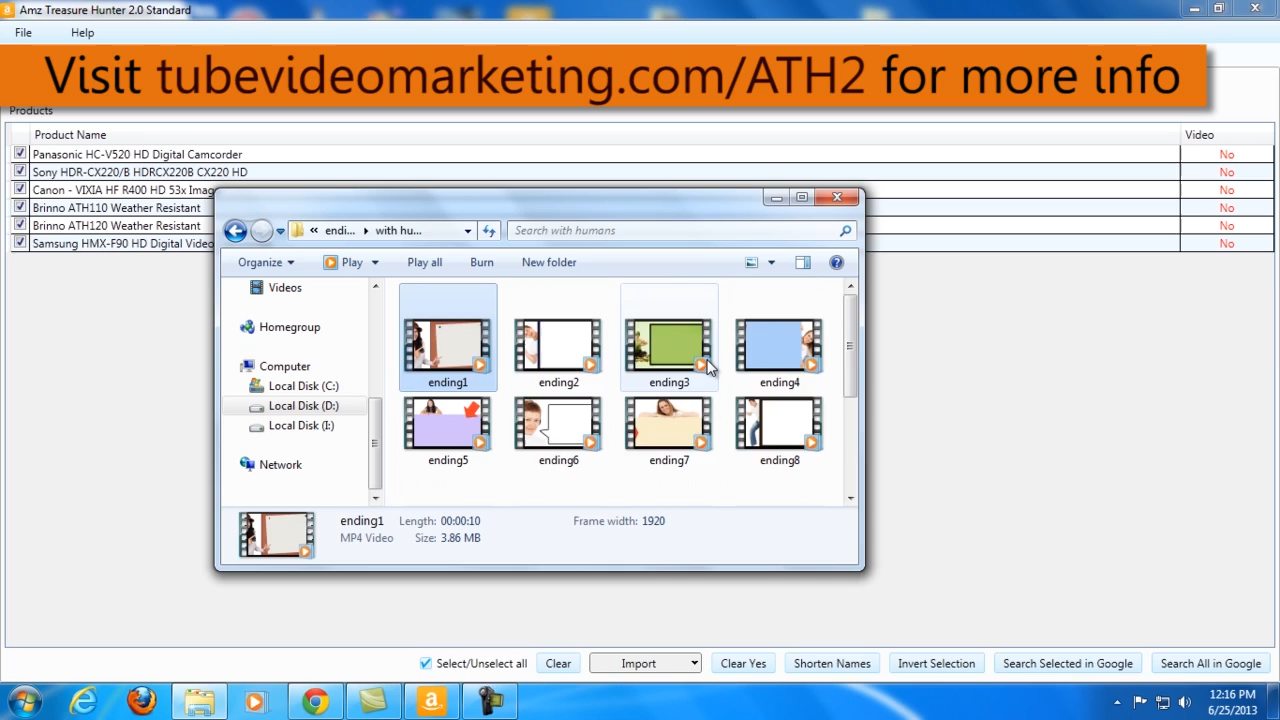 Amz Treasure Hunter 2.0 Standard
File Help
Visit tubevideomarketing.com/ATH2 for more info
Products
Product Name Video
Panasonic HC-V520 HD Digital Camcorder No
Sony HDR-CX220/B HDRCX220B CX220 HD No
Canon - VIXIA HF R400 HD 53x Imag No
Brinno ATH110 Weather Resistant No
Brinno ATH120 Weather Resistant No
Samsung HMX-F90 HD Digital Video No
« endi... with hu... Search with humans
Organize Play Play all Burn New folder
Videos
Homegroup
Computer
Local Disk (C:)
Local Disk (D:)
Local Disk (I:)
Network
ending1 ending2 ending3 ending4
ending5 ending6 ending7 ending8
ending1 Length: 00:00:10 Frame width: 1920
MP4 Video Size: 3.86 MB
Select/Unselect all Clear Import Clear Yes Shorten Names Invert Selection Search Selected in Google Search All in Google
12:16 PM
6/25/2013